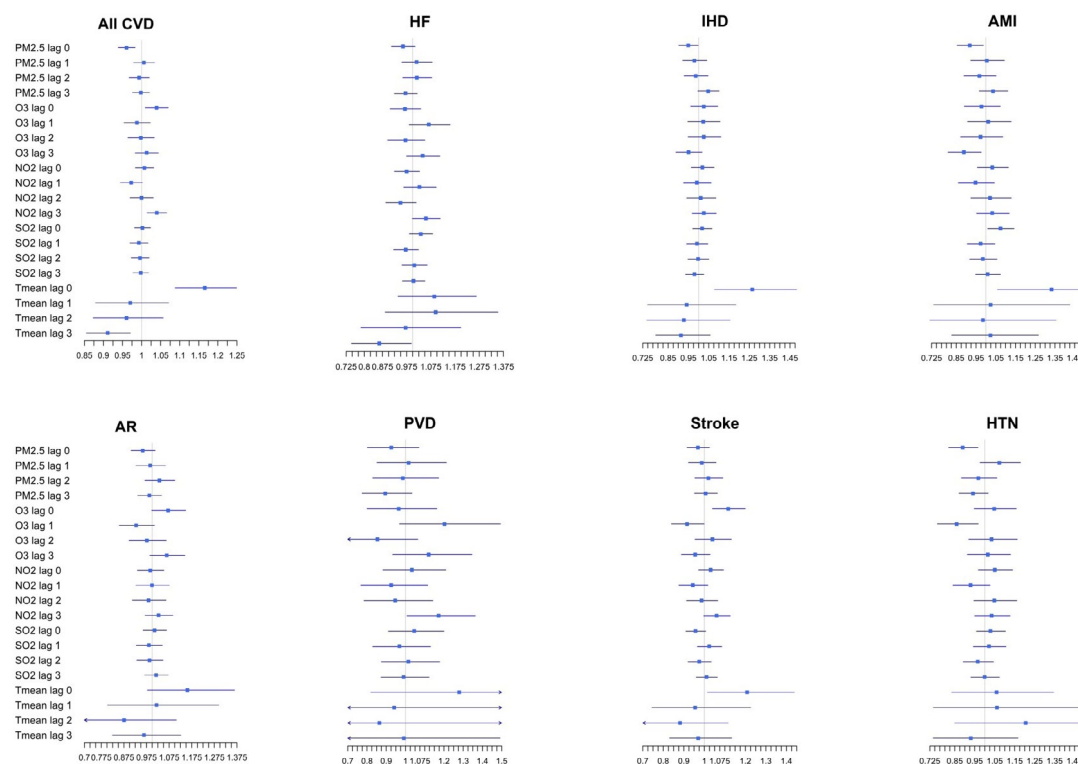 All CVD
HF
IHD
AMI
PM2.5 lag 0
PM2.5 lag 1
PM2.5 lag 2
PM2.5 lag 3
O3 lag 0
O3 lag 1
O3 lag 2
O3 lag 3
NO2 lag 0
NO2 lag 1
NO2 lag 2
NO2 lag 3
SO2 lag 0
SO2 lag 1
SO2 lag 2
SO2 lag 3
Tmean lag 0
Tmean lag 1
Tmean lag 2
Tmean lag 3
0.85 0.9 0.95 1 1.05 1.1 1.15 1.2 1.25
0.725 0.8 0.875 0.975 1.075 1.175 1.275 1.375
0.725 0.85 0.95 1.05 1.15 1.25 1.35 1.45
0.725 0.85 0.95 1.05 1.15 1.25 1.35 1.45
AR
PVD
Stroke
HTN
PM2.5 lag 0
PM2.5 lag 1
PM2.5 lag 2
PM2.5 lag 3
O3 lag 0
O3 lag 1
O3 lag 2
O3 lag 3
NO2 lag 0
NO2 lag 1
NO2 lag 2
NO2 lag 3
SO2 lag 0
SO2 lag 1
SO2 lag 2
SO2 lag 3
Tmean lag 0
Tmean lag 1
Tmean lag 2
Tmean lag 3
0.7 0.775 0.875 0.975 1.075 1.175 1.275 1.375
0.7 0.8 0.9 1 1.075 1.2 1.3 1.4 1.5
0.7 0.8 0.9 1 1.075 1.2 1.3 1.4
0.725 0.85 0.95 1.05 1.15 1.25 1.35 1.45